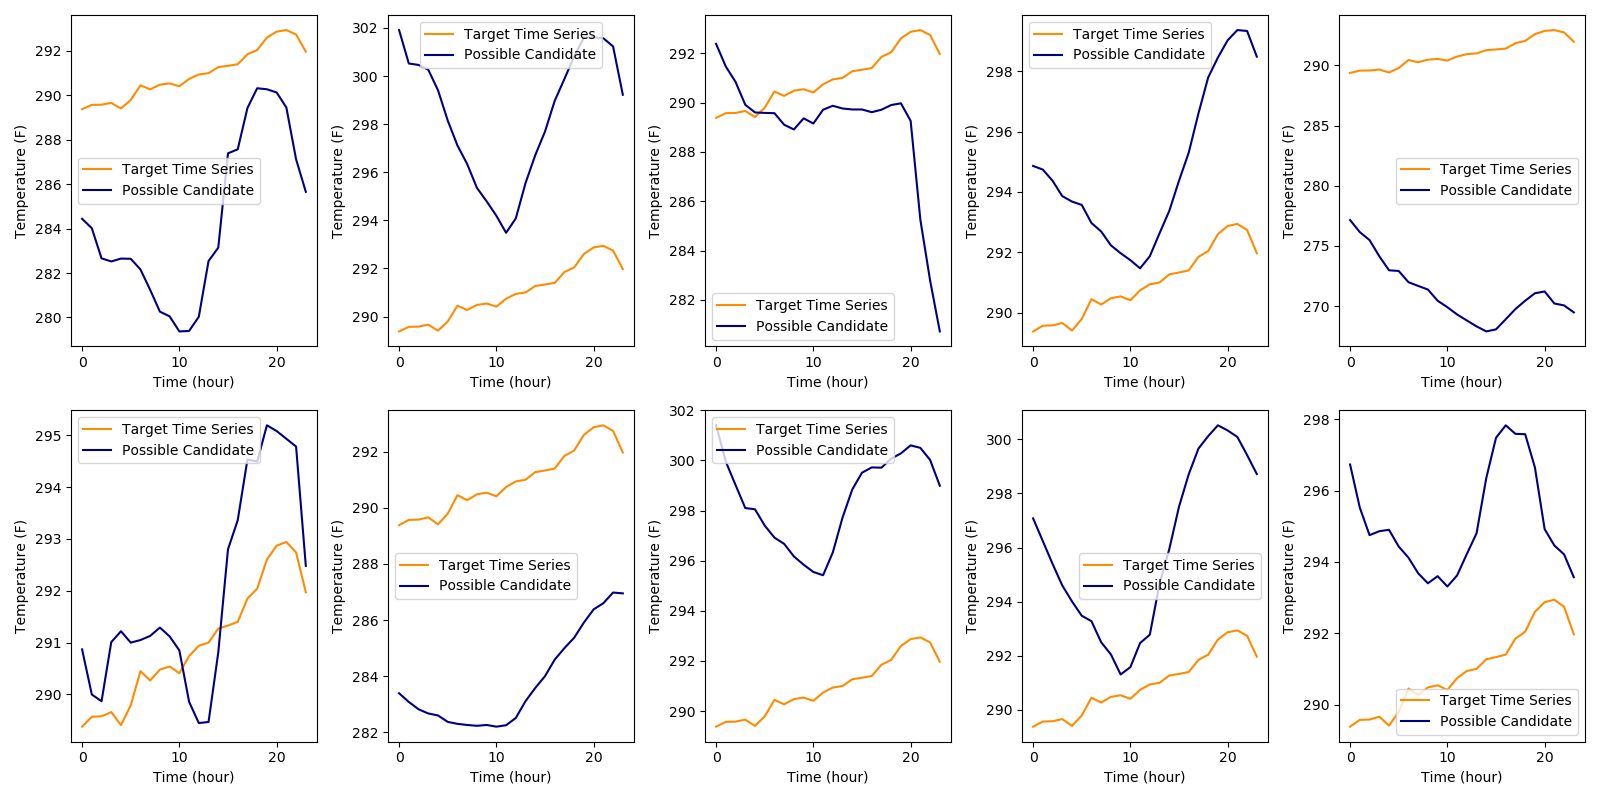 292
290
288
286
284
282
280
0
10
20
Temperature (F)
Time (hour)
Target Time Series
Possible Candidate
302
300
298
296
294
292
290
0
10
20
Temperature (F)
Time (hour)
Target Time Series
Possible Candidate
292
290
288
286
284
282
0
10
20
Temperature (F)
Time (hour)
Target Time Series
Possible Candidate
298
296
294
292
290
0
10
20
Temperature (F)
Time (hour)
Target Time Series
Possible Candidate
290
285
280
275
270
0
10
20
Temperature (F)
Time (hour)
Target Time Series
Possible Candidate
295
294
293
292
291
290
0
10
20
Temperature (F)
Time (hour)
Target Time Series
Possible Candidate
292
290
288
286
284
282
0
10
20
Temperature (F)
Time (hour)
Target Time Series
Possible Candidate
302
300
298
296
294
292
290
0
10
20
Temperature (F)
Time (hour)
Target Time Series
Possible Candidate
300
298
296
294
292
290
0
10
20
Temperature (F)
Time (hour)
Target Time Series
Possible Candidate
298
296
294
292
290
0
10
20
Temperature (F)
Time (hour)
Target Time Series
Possible Candidate